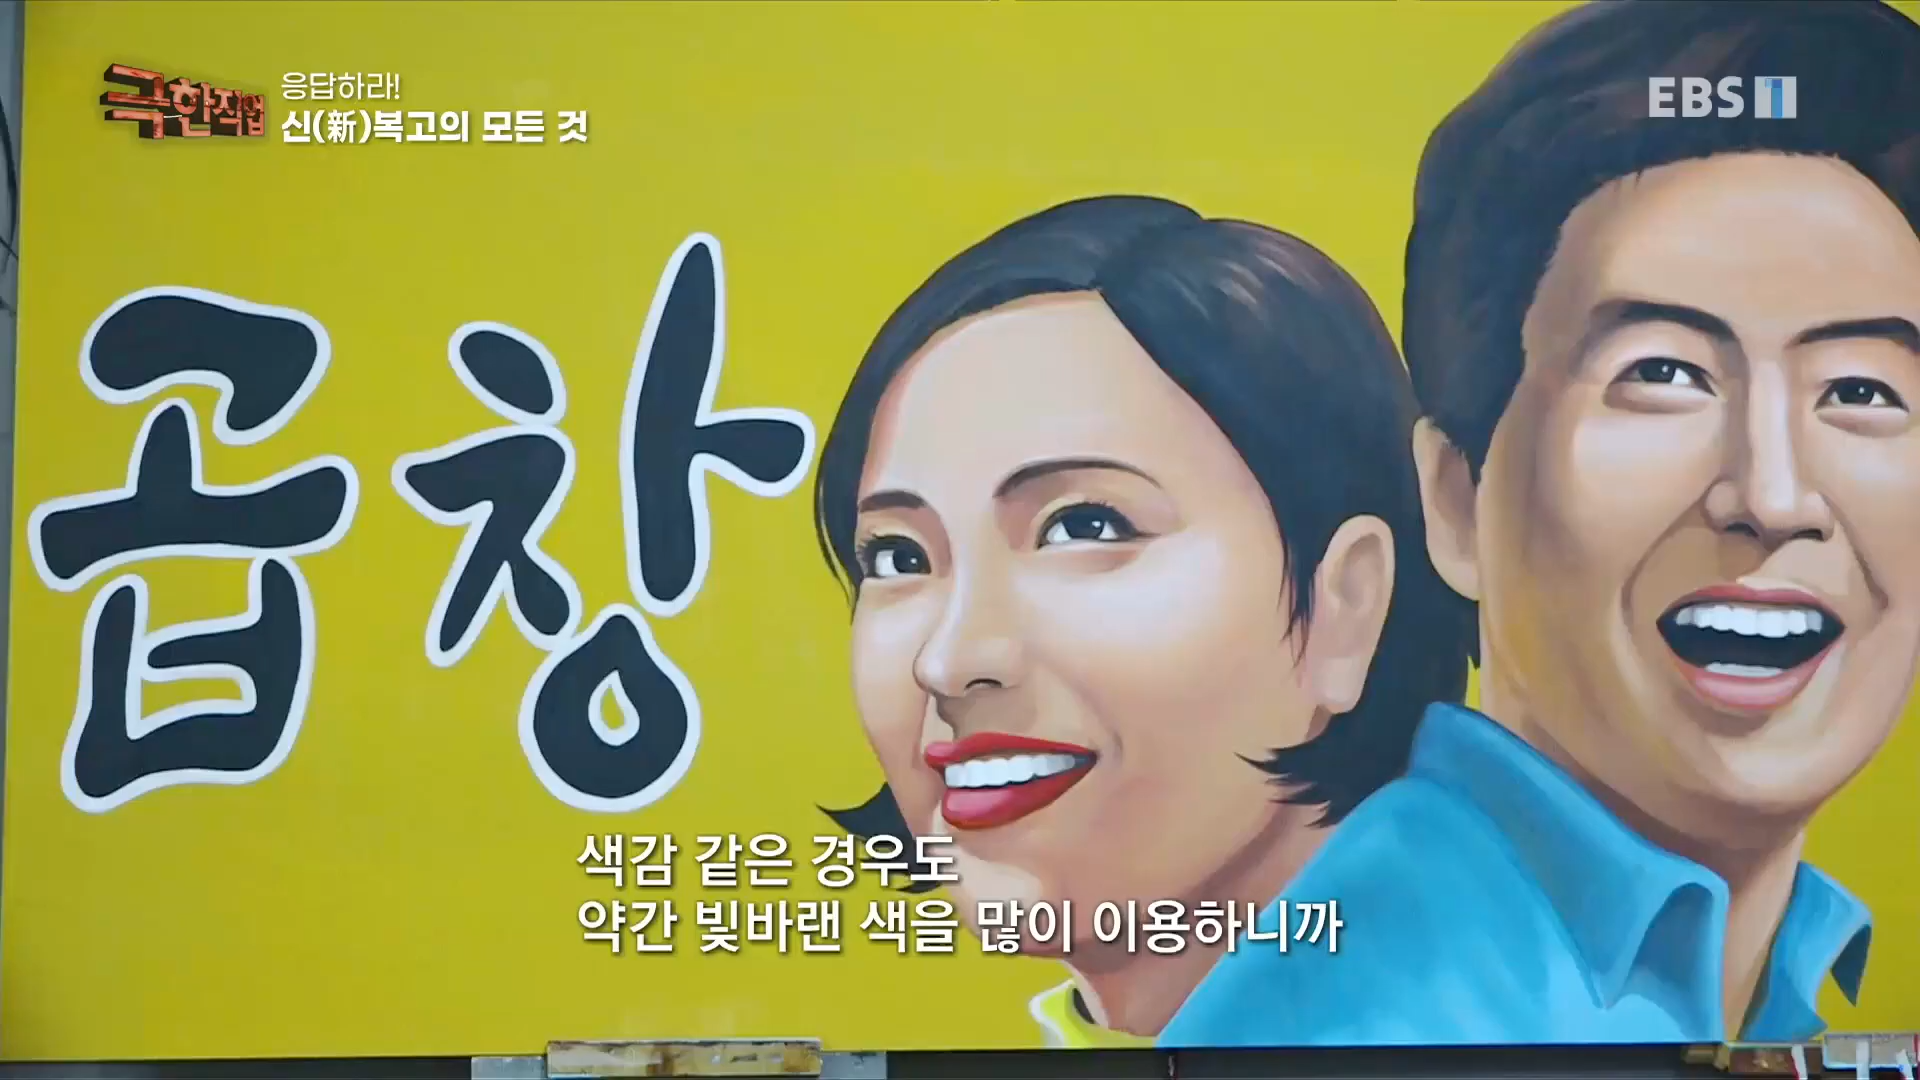 극한직업
응답하라!
신(新)복고의 모든 것
EBS 1
곱창
색감 같은 경우도
약간 빛바랜 색을 많이 이용하니까